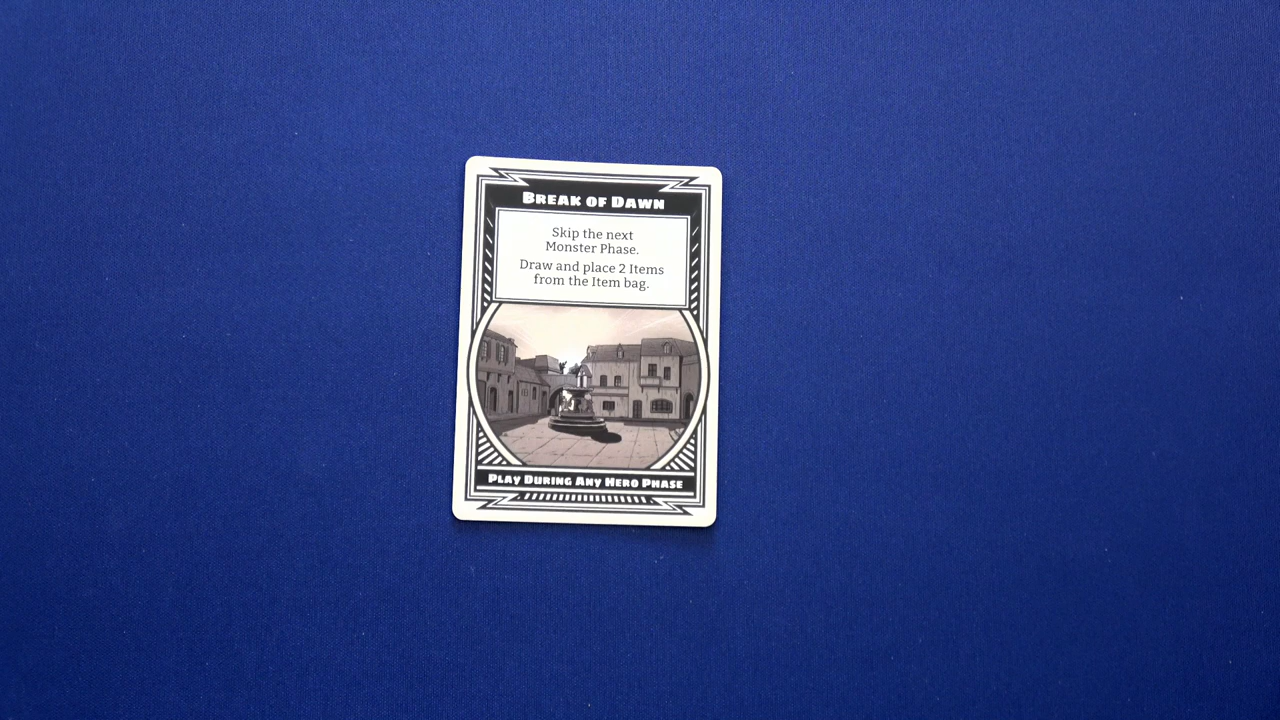 Break of Dawn
Skip the next
Monster Phase.
Draw and place 2 Items
from the Item bag.
Play During Any Hero Phase